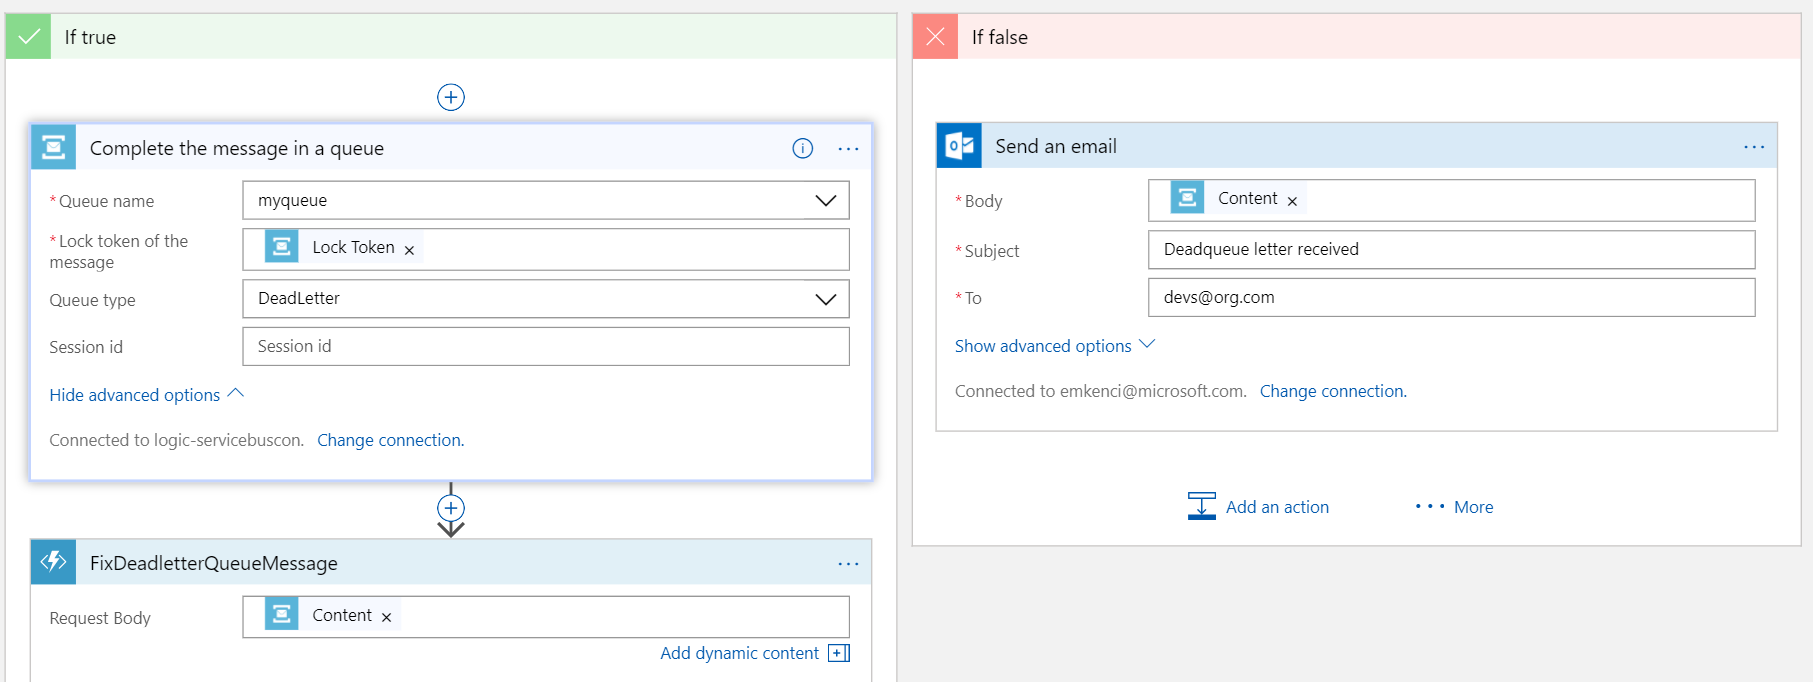 If true
Complete the message in a queue
*Queue name
myqueue
*Lock token of the
message
Lock Token ×
Queue type
DeadLetter
Session id
Session id
Hide advanced options
Connected to logic-servicebuscon. Change connection.
FixDeadletterQueueMessage
Request Body
Content ×
Add dynamic content
If false
Send an email
*Body
Content ×
*Subject
Deadqueue letter received
*To
devs@org.com
Show advanced options
Connected to emkenci@microsoft.com. Change connection.
Add an action
More